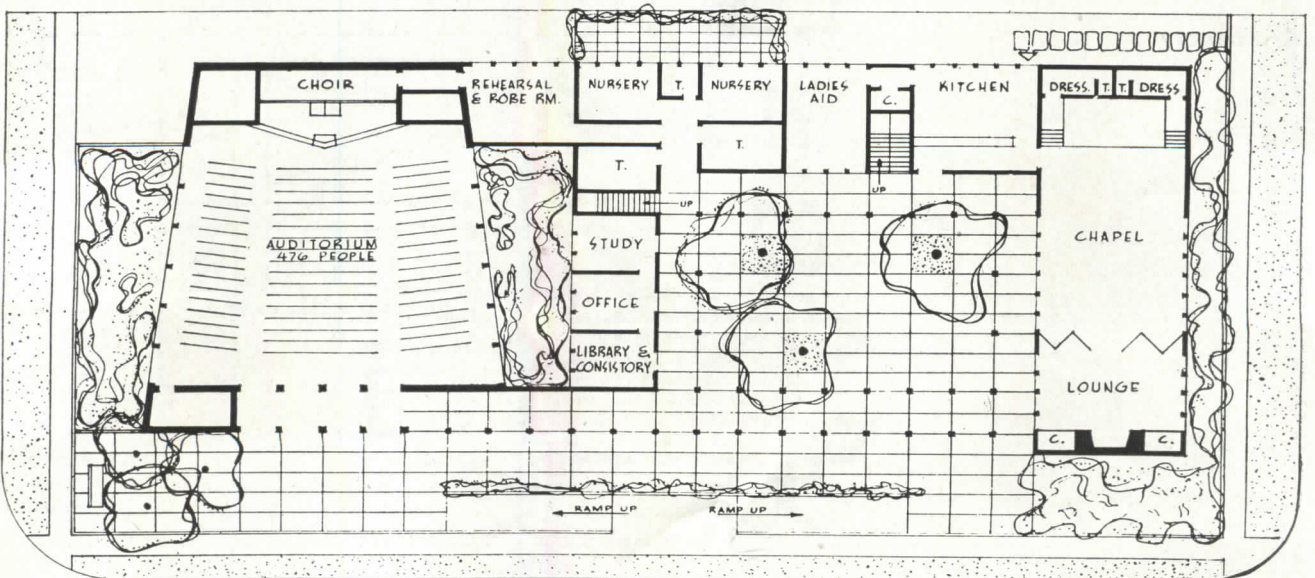 CHOIR
REHEARSAL
& ROBE RM.
NURSERY
T.
NURSERY
LADIES
AID
C.
KITCHEN
DRESS.
T.
T.
DRESS
T.
T.
UP
UP
AUDITORIUM
476 PEOPLE
STUDY
OFFICE
LIBRARY &
CONSISTORY
CHAPEL
LOUNGE
C.
C.
RAMP UP
RAMP UP